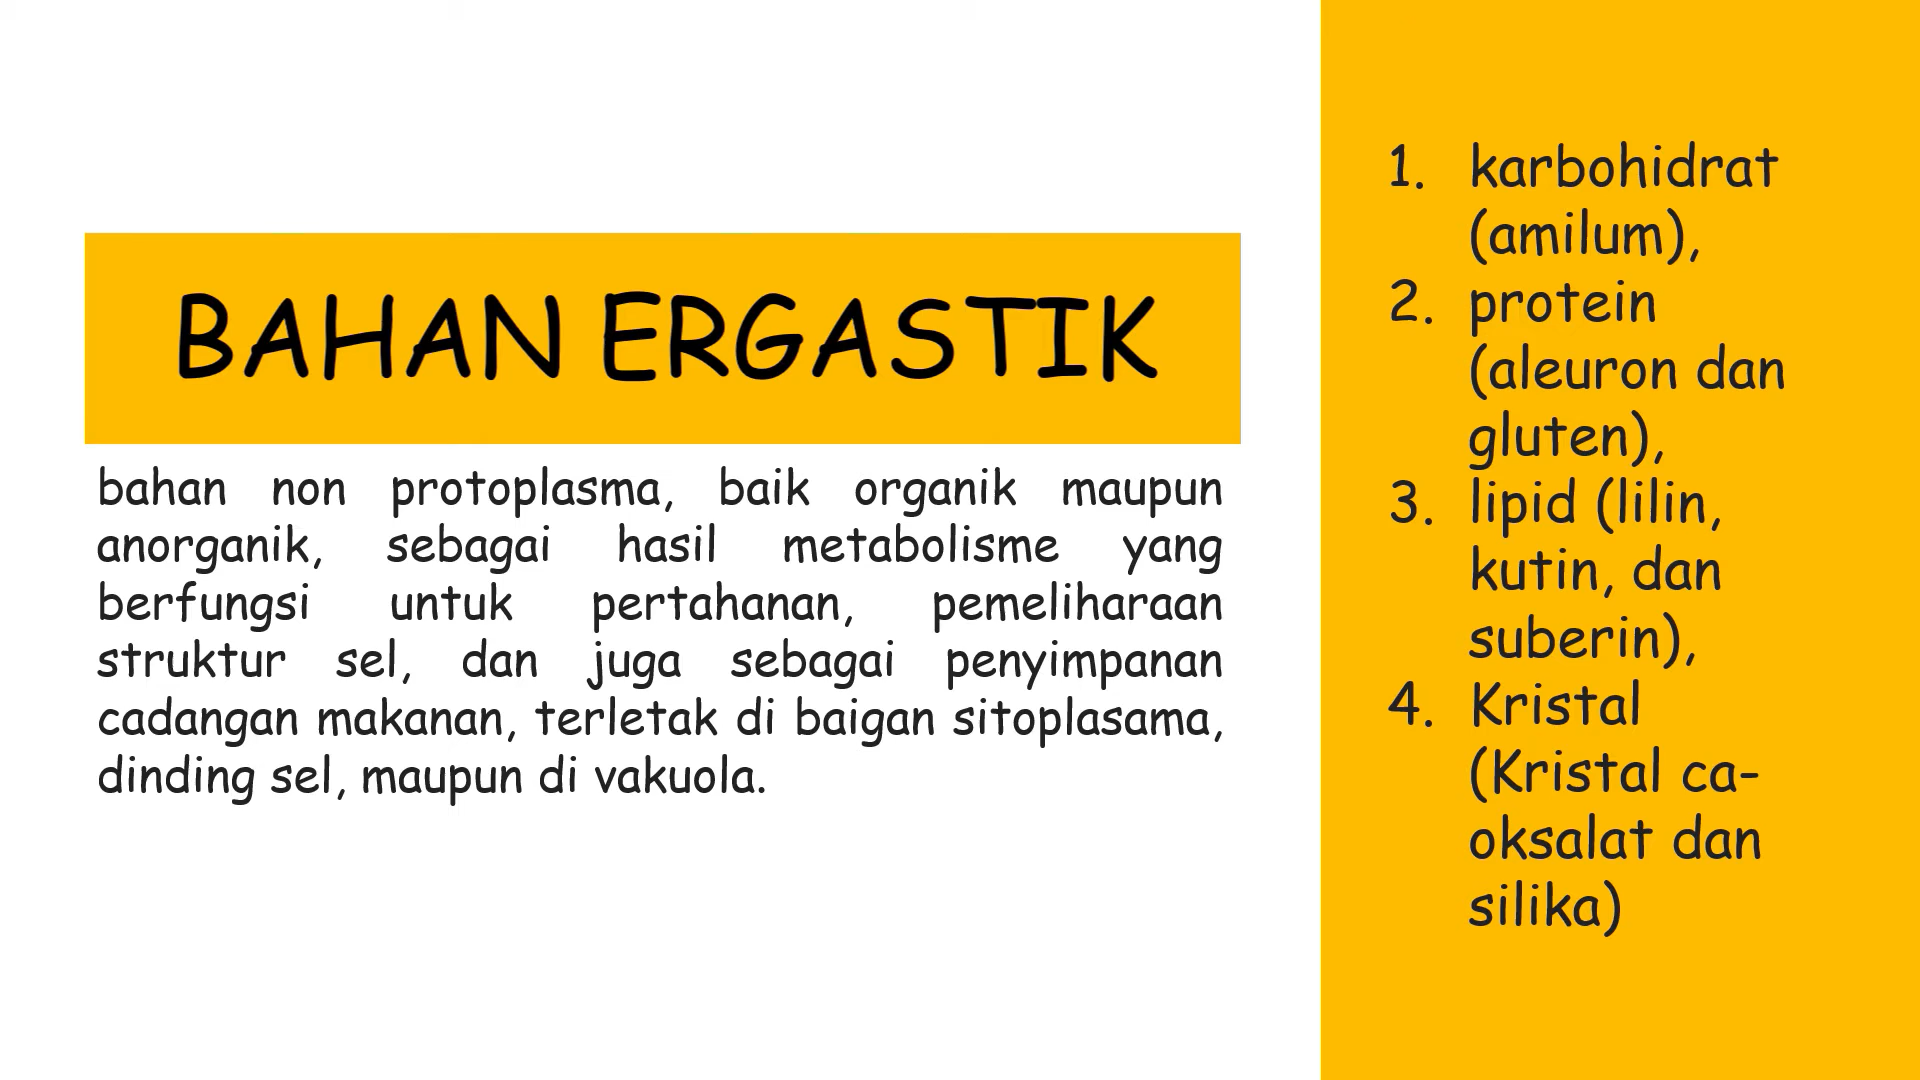 BAHAN ERGASTIK
bahan non protoplasma, baik organik maupun
anorganik, sebagai hasil metabolisme yang
berfungsi untuk pertahanan, pemeliharaan
struktur sel, dan juga sebagai penyimpanan
cadangan makanan, terletak di baigan sitoplasama,
dinding sel, maupun di vakuola.
1. karbohidrat
(amilum),
2. protein
(aleuron dan
gluten),
3. lipid (lilin,
kutin, dan
suberin),
4. Kristal
(Kristal ca-
oksalat dan
silika)